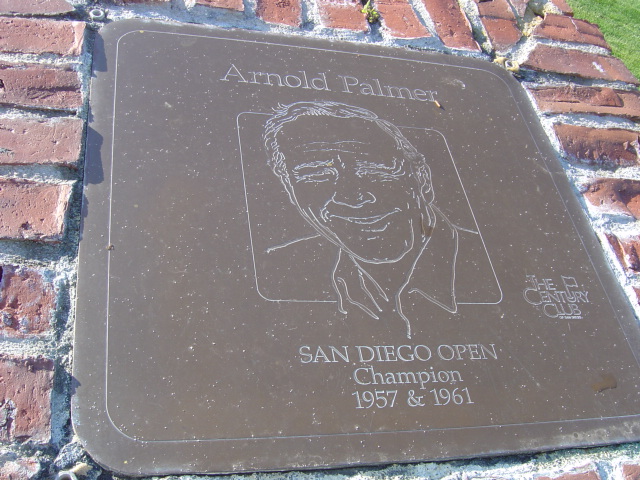 Arnold Palmer
THE
CENTURY
CLUB
SAN DIEGO OPEN
Champion
1957 & 1961